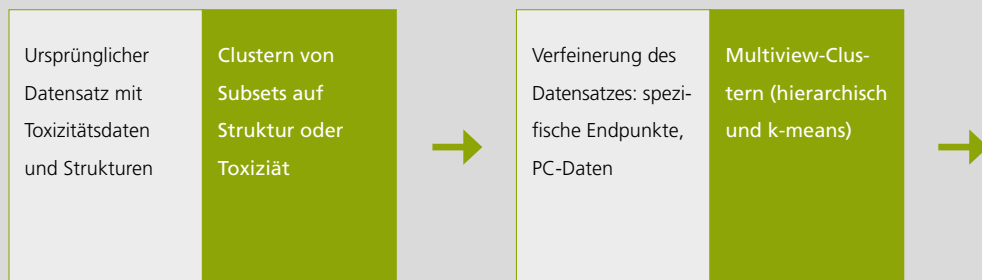 Ursprünglicher
Datensatz mit
Toxizitätsdaten
und Strukturen
Clustern von
Subsets auf
Struktur oder
Toxiziät
Verfeinerung des
Datensatzes: spezi-
fische Endpunkte,
PC-Daten
Multiview-Clus-
tern (hierarchisch
und k-means)